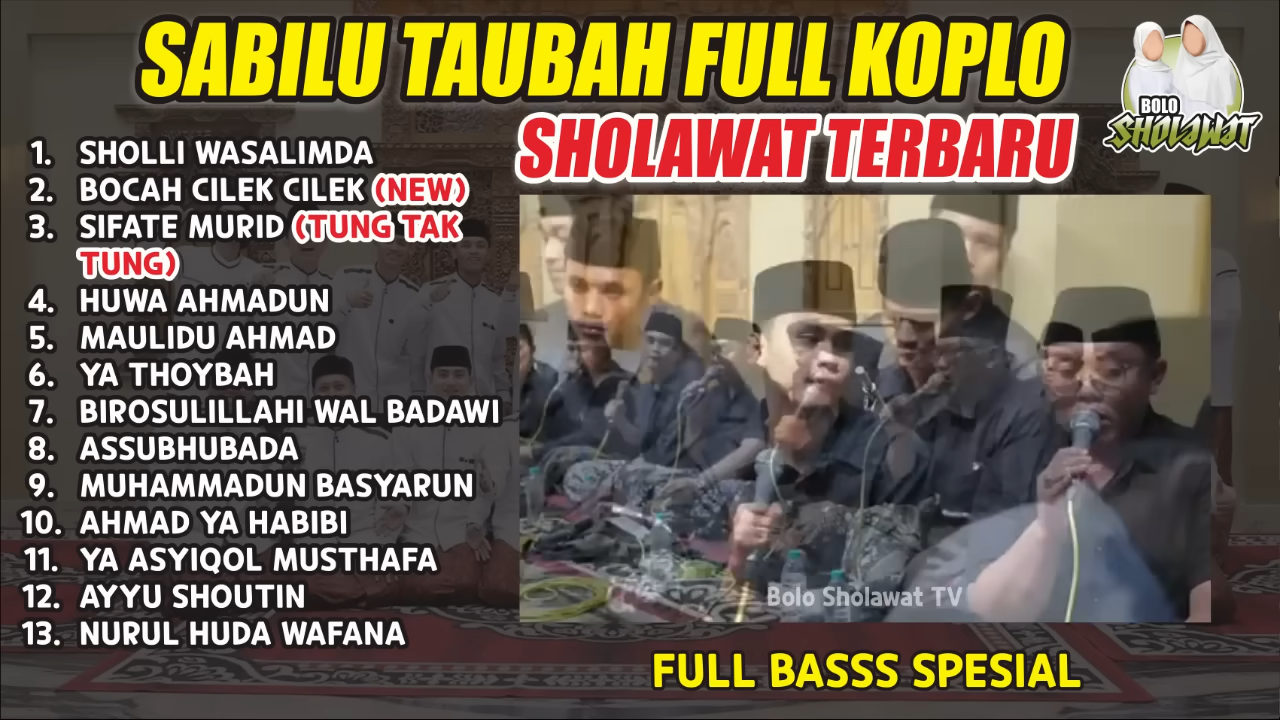 SABILU TAUBAH FULL KOPLO
SHOLAWAT TERBARU
BOLO
SHOLAWAT
1. SHOLLI WASALIMDA
2. BOCAH CILEK CILEK (NEW)
3. SIFATE MURID (TUNG TAK
TUNG)
4. HUWA AHMADUN
5. MAULIDU AHMAD
6. YA THOYBAH
7. BIROSULILLAHI WAL BADAWI
8. ASSUBHUBADA
9. MUHAMMADUN BASYARUN
10. AHMAD YA HABIBI
11. YA ASYIQOL MUSTHAFA
12. AYYU SHOUTIN
13. NURUL HUDA WAFANA
Bolo Sholawat TV
FULL BASSS SPESIAL